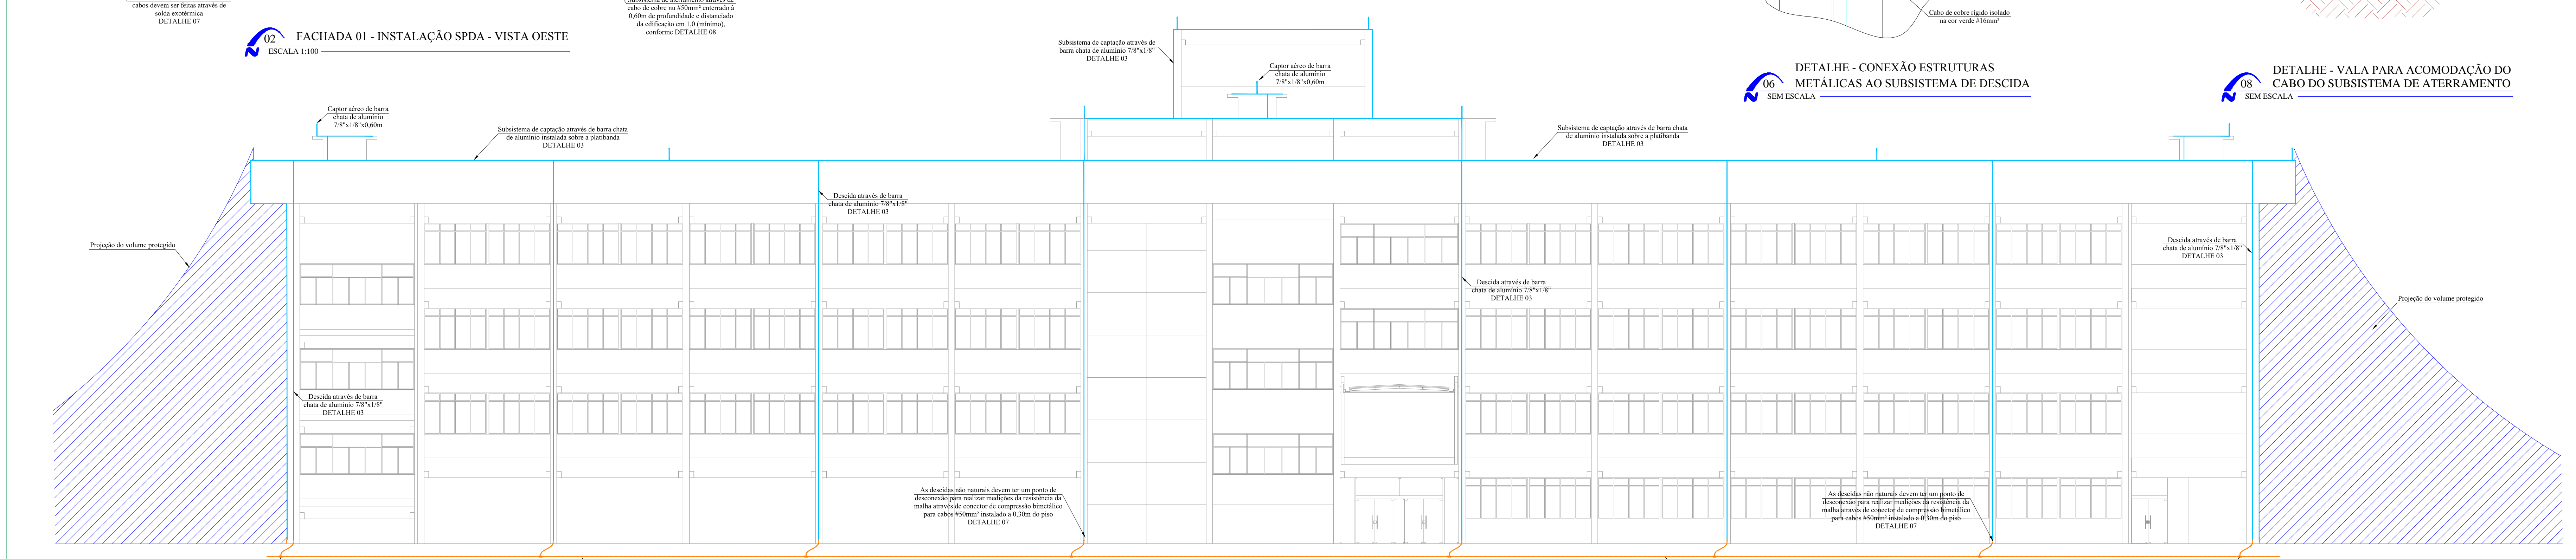 cabos devem ser feitas através de
solda exotérmica
DETALHE 07
02
FACHADA 01 - INSTALAÇÃO SPDA - VISTA OESTE
ESCALA 1:100
cabo de cobre nu #50mm² enterrado à
0,60m de profundidade e distanciado
da edificação em 1,0 (mínimo),
conforme DETALHE 08
Cabo de cobre rígido isolado
na cor verde #16mm²
06
DETALHE - CONEXÃO ESTRUTURAS
METÁLICAS AO SUBSISTEMA DE DESCIDA
SEM ESCALA
08
DETALHE - VALA PARA ACOMODAÇÃO DO
CABO DO SUBSISTEMA DE ATERRAMENTO
SEM ESCALA
Subsistema de captação através de
barra chata de alumínio 7/8"x1/8"
DETALHE 03
Captor aéreo de barra
chata de alumínio
7/8"x1/8"x0,60m
Captor aéreo de barra
chata de alumínio
7/8"x1/8"x0,60m
Subsistema de captação através de barra chata
de alumínio instalada sobre a platibanda
DETALHE 03
Subsistema de captação através de barra chata
de alumínio instalada sobre a platibanda
DETALHE 03
Descida através de barra
chata de alumínio 7/8"x1/8"
DETALHE 03
Projeção do volume protegido
Descida através de barra
chata de alumínio 7/8"x1/8"
DETALHE 03
Descida através de barra
chata de alumínio 7/8"x1/8"
DETALHE 03
Projeção do volume protegido
Descida através de barra
chata de alumínio 7/8"x1/8"
DETALHE 03
As descidas não naturais devem ter um ponto de
desconexão para realizar medições da resistência da
malha através de conector de compressão bimetálico
para cabos #50mm² instalado a 0,30m do piso
DETALHE 07
As descidas não naturais devem ter um ponto de
desconexão para realizar medições da resistência da
malha através de conector de compressão bimetálico
para cabos #50mm² instalado a 0,30m do piso
DETALHE 07